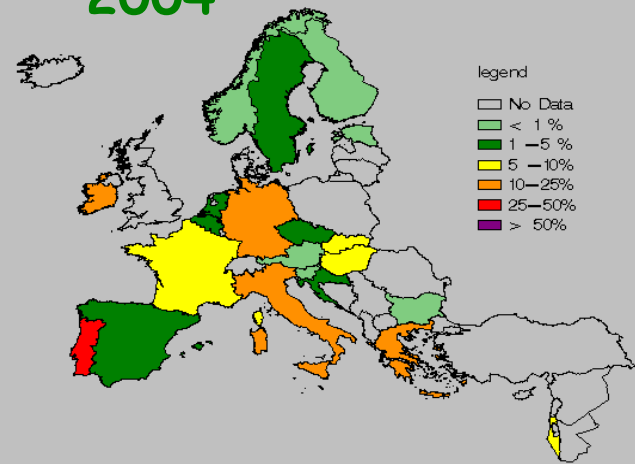 2004
legend
No Data
< 1 %
1 –5 %
5 –10%
10–25%
25–50%
> 50%